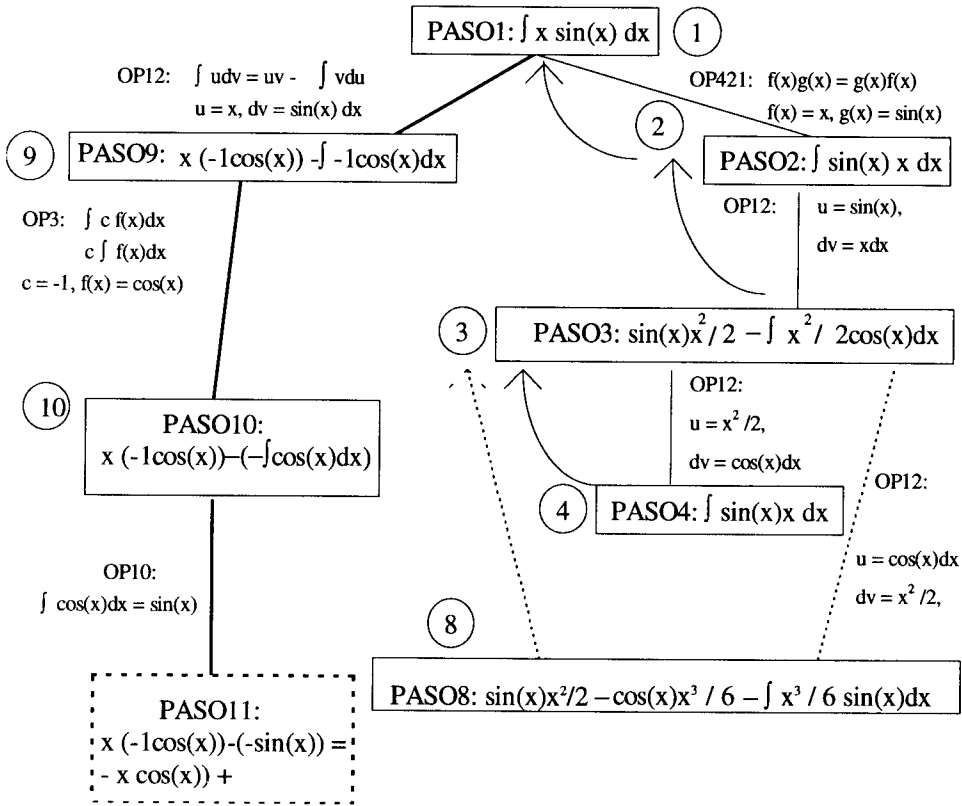 PASO1: ∫ x sin(x) dx
1
OP12: ∫ udv = uv - ∫ vdu
u = x, dv = sin(x) dx
OP421: f(x)g(x) = g(x)f(x)
f(x) = x, g(x) = sin(x)
2
9
PASO9: x (-1cos(x)) -∫ -1cos(x)dx
PASO2: ∫ sin(x) x dx
OP3: ∫ c f(x)dx
c ∫ f(x)dx
c = -1, f(x) = cos(x)
OP12: u = sin(x),
dv = xdx
3
PASO3: sin(x)x²/ 2 – ∫ x²/ 2cos(x)dx
10
PASO10:
x (-1cos(x))–(–∫cos(x)dx)
OP12:
u = x² /2,
dv = cos(x)dx
4
PASO4: ∫ sin(x)x dx
OP12:
u = cos(x)dx
dv = x² /2,
OP10:
∫ cos(x)dx = sin(x)
8
PASO8: sin(x)x²/2 – cos(x)x³ / 6 – ∫ x³ / 6 sin(x)dx
PASO11:
x (-1cos(x))-(-sin(x)) =
- x cos(x)) +